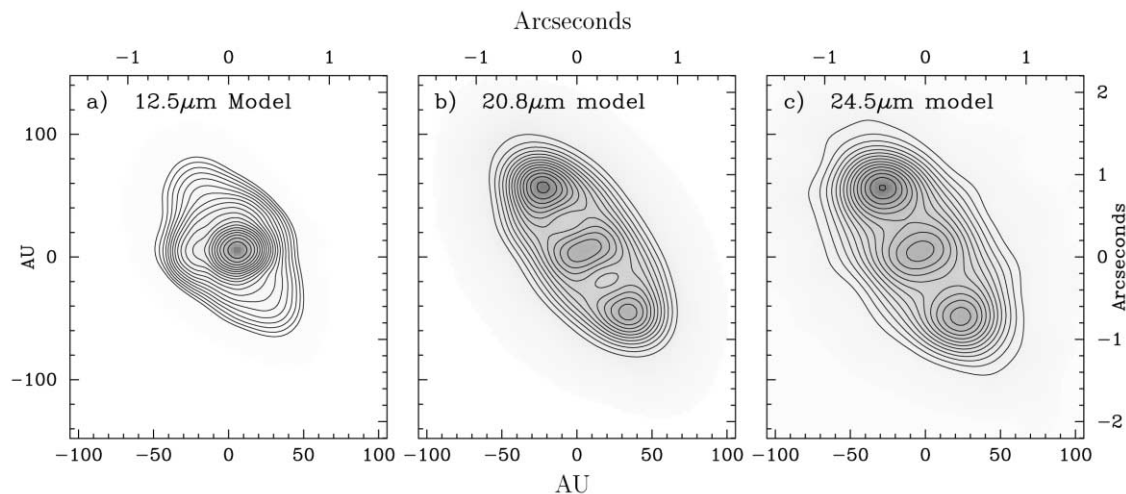 Arcseconds
−1 0 1 −1 0 1 −1 0 1
a) 12.5μm Model b) 20.8μm model c) 24.5μm model
2
100
1
AU 0 0 Arcseconds
−1
−100
−2
−100 −50 0 50 100 −100 −50 0 50 100 −100 −50 0 50 100
AU